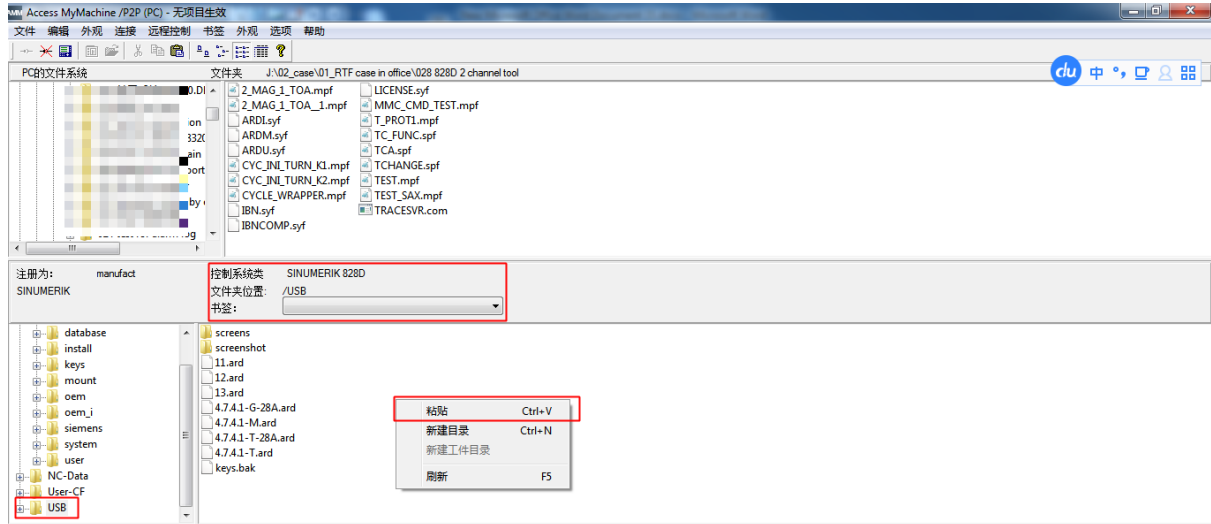 Access MyMachine /P2P (PC) - 无项目生效
文件 编辑 外观 连接 远程控制 书签 外观 选项 帮助
PC的文件系统 文件夹 J:\02_case\01_RTF case in office\028 828D 2 channel tool
du 中
0.DI
ion
3320
ain
port
by
2_MAG_1_TOA.mpf LICENSE.syf
2_MAG_1_TOA__1.mpf MMC_CMD_TEST.mpf
ARDI.syf T_PROT1.mpf
ARDM.syf TC_FUNC.spf
ARDU.syf TCA.spf
CYC_INI_TURN_K1.mpf TCHANGE.spf
CYC_INI_TURN_K2.mpf TEST.mpf
CYCLE_WRAPPER.mpf TEST_SAX.mpf
IBN.syf TRACESVR.com
IBNCOMP.syf
注册为: manufact 控制系统类 SINUMERIK 828D
SINUMERIK 文件夹位置: /USB
书签:
database
install
keys
mount
oem
oem_i
siemens
system
user
NC-Data
User-CF
USB
screens
screenshot
11.ard
12.ard
13.ard
4.7.4.1-G-28A.ard
4.7.4.1-M.ard
4.7.4.1-T-28A.ard
4.7.4.1-T.ard
keys.bak
粘贴 Ctrl+V
新建目录 Ctrl+N
新建工件目录
刷新 F5